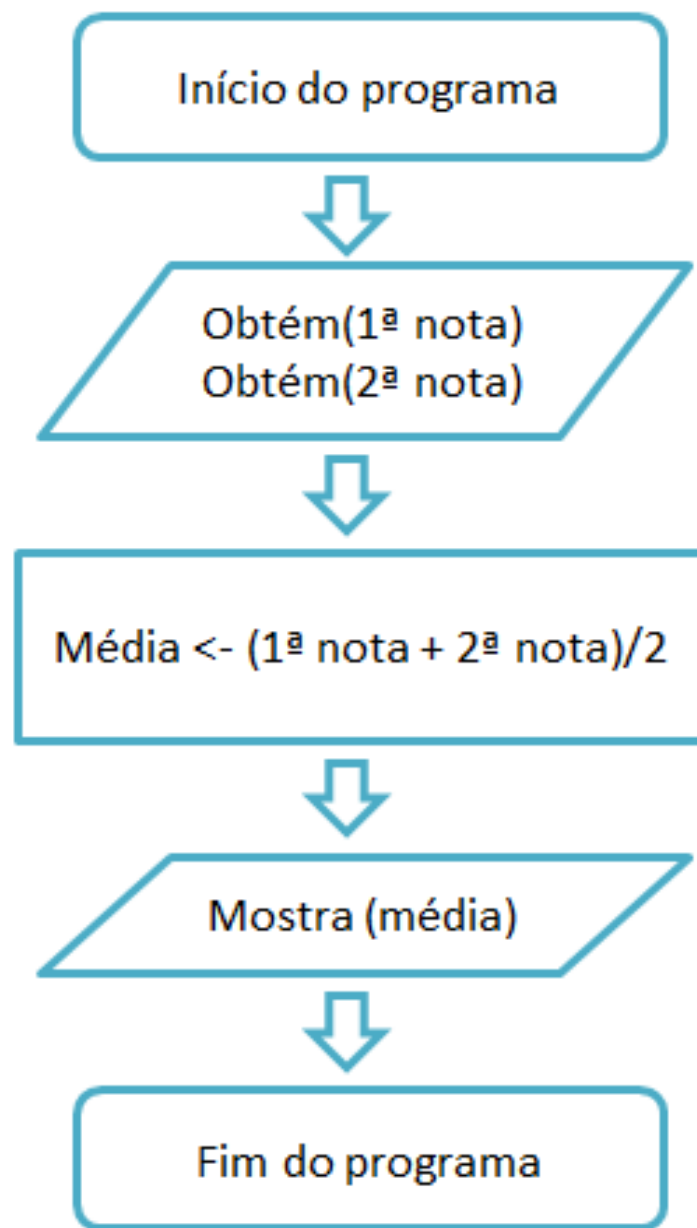 Início do programa
Obtém(1ª nota)
Obtém(2ª nota)
Média <- (1ª nota + 2ª nota)/2
Mostra (média)
Fim do programa